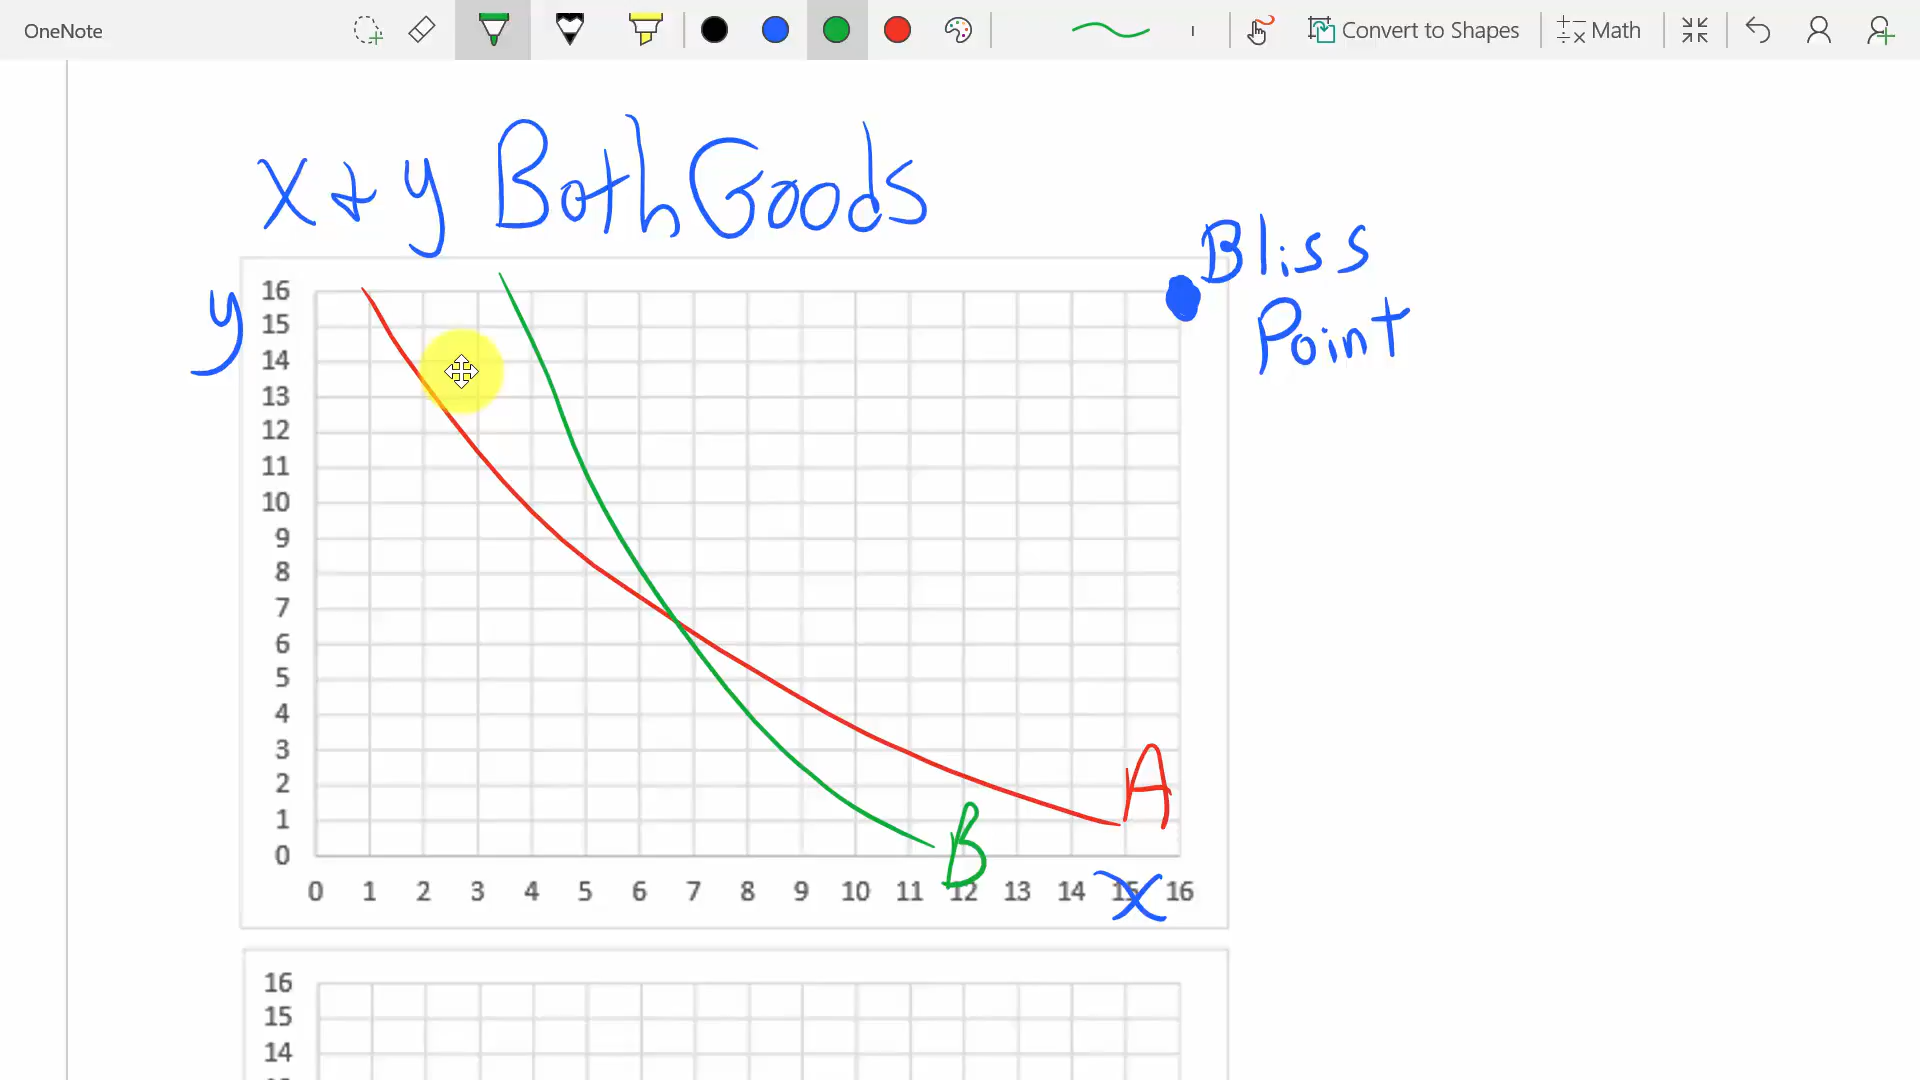 OneNote
Convert to Shapes
Math
X + y Both Goods
Bliss
Point
y
16
15
14
13
12
11
10
9
8
7
6
5
4
3
2
1
0
A
B
0 1 2 3 4 5 6 7 8 9 10 11 12 13 14 15 16
x
16
15
14